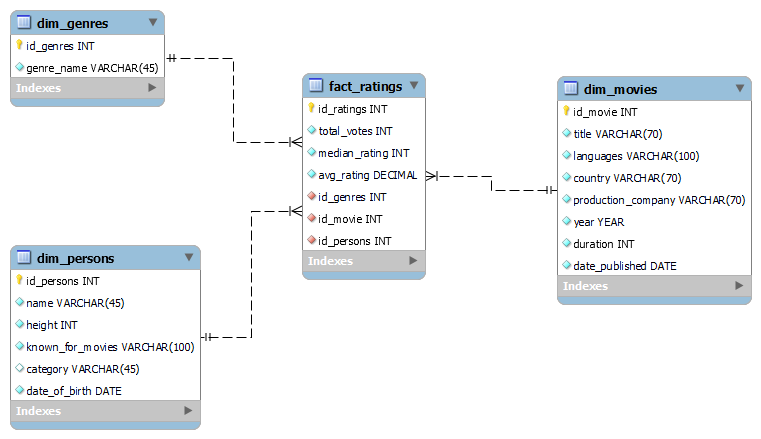 dim_genres
id_genres INT
genre_name VARCHAR(45)
Indexes
fact_ratings
id_ratings INT
total_votes INT
median_rating INT
avg_rating DECIMAL
id_genres INT
id_movie INT
id_persons INT
Indexes
dim_movies
id_movie INT
title VARCHAR(70)
languages VARCHAR(100)
country VARCHAR(70)
production_company VARCHAR(70)
year YEAR
duration INT
date_published DATE
Indexes
dim_persons
id_persons INT
name VARCHAR(45)
height INT
known_for_movies VARCHAR(100)
category VARCHAR(45)
date_of_birth DATE
Indexes